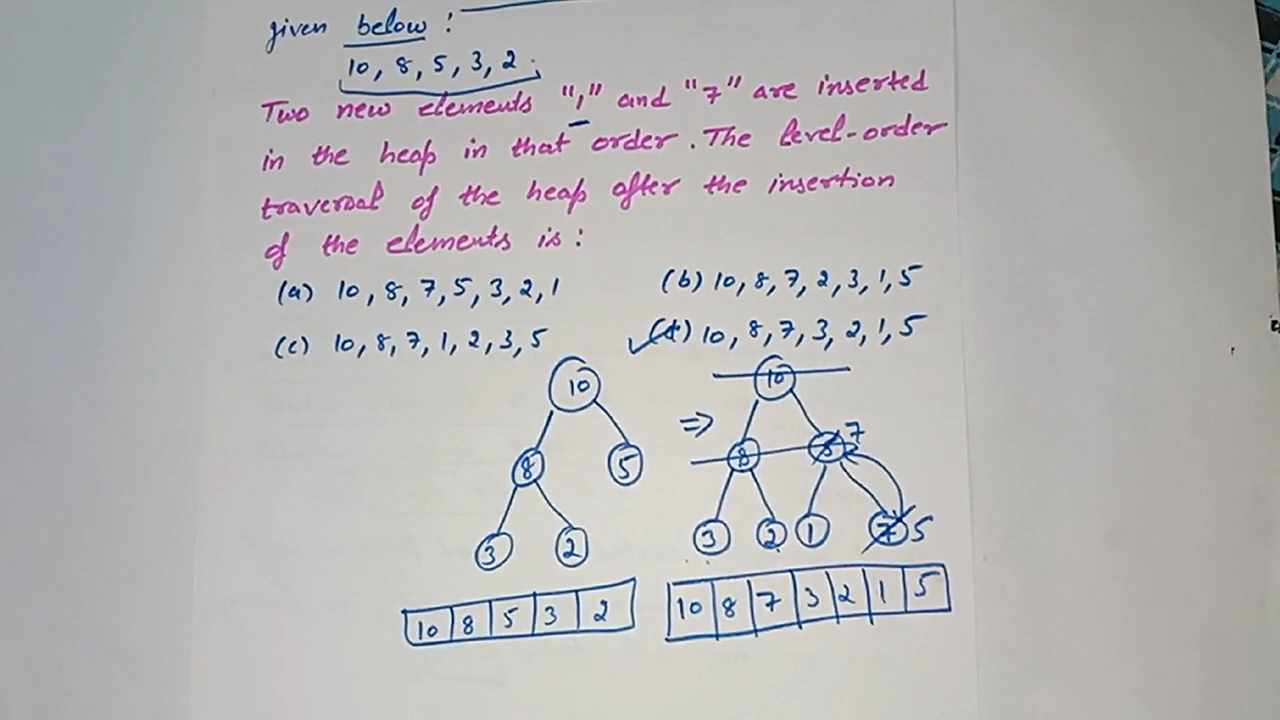 given below :
10, 8, 5, 3, 2.
Two new elements "1" and "7" are inserted
in the heap in that order. The level-order
traversal of the heap after the insertion
of the elements is :
(a) 10, 8, 7, 5, 3, 2, 1
(b) 10, 8, 7, 2, 3, 1, 5
(c) 10, 8, 7, 1, 2, 3, 5
(d) 10, 8, 7, 3, 2, 1, 5
10
8 5
3 2
10 8 5 3 2
⇒
10
8 5 7
3 2 1 7 5
10 8 7 3 2 1 5